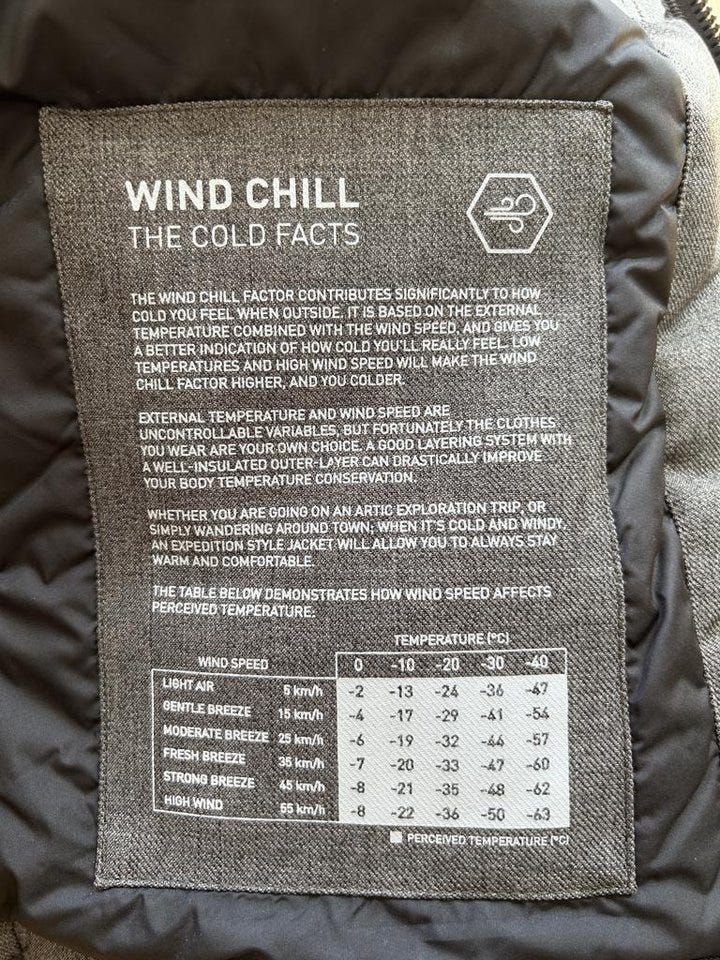 WIND CHILL
THE COLD FACTS
THE WIND CHILL FACTOR CONTRIBUTES SIGNIFICANTLY TO HOW
COLD YOU FEEL WHEN OUTSIDE. IT IS BASED ON THE EXTERNAL
TEMPERATURE COMBINED WITH THE WIND SPEED, AND GIVES YOU
A BETTER INDICATION OF HOW COLD YOU'LL REALLY FEEL. LOW
TEMPERATURES AND HIGH WIND SPEED WILL MAKE THE WIND
CHILL FACTOR HIGHER, AND YOU COLDER.
EXTERNAL TEMPERATURE AND WIND SPEED ARE
UNCONTROLLABLE VARIABLES, BUT FORTUNATELY THE CLOTHES
YOU WEAR ARE YOUR OWN CHOICE. A GOOD LAYERING SYSTEM WITH
A WELL-INSULATED OUTER-LAYER CAN DRASTICALLY IMPROVE
YOUR BODY TEMPERATURE CONSERVATION.
WHETHER YOU ARE GOING ON AN ARTIC EXPLORATION TRIP, OR
SIMPLY WANDERING AROUND TOWN; WHEN IT'S COLD AND WINDY,
AN EXPEDITION STYLE JACKET WILL ALLOW YOU TO ALWAYS STAY
WARM AND COMFORTABLE.
THE TABLE BELOW DEMONSTRATES HOW WIND SPEED AFFECTS
PERCEIVED TEMPERATURE:
TEMPERATURE (°C)
WIND SPEED 0 -10 -20 -30 -40
LIGHT AIR 5 km/h -2 -13 -24 -36 -47
GENTLE BREEZE 15 km/h -4 -17 -29 -41 -54
MODERATE BREEZE 25 km/h -6 -19 -32 -44 -57
FRESH BREEZE 35 km/h -7 -20 -33 -47 -60
STRONG BREEZE 45 km/h -8 -21 -35 -48 -62
HIGH WIND 55 km/h -8 -22 -36 -50 -63
PERCEIVED TEMPERATURE (°C)